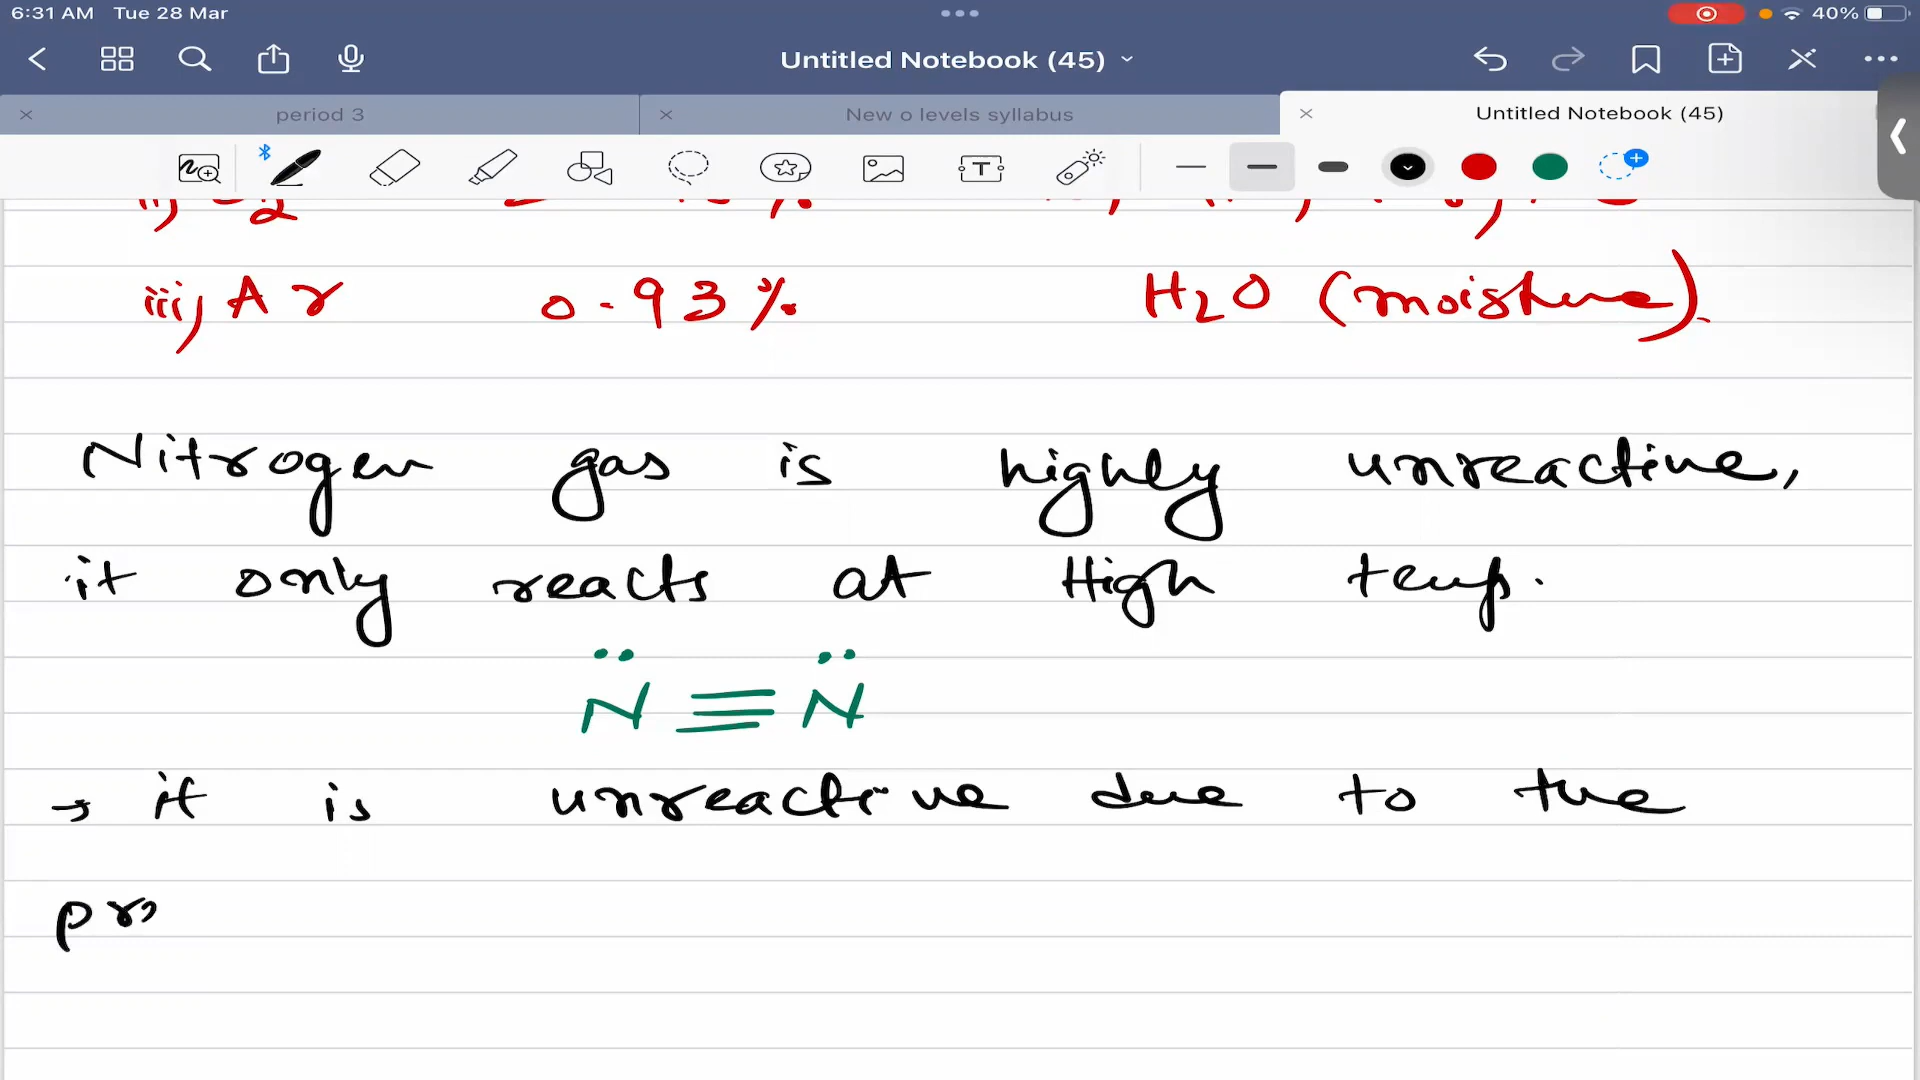 6:31 AM Tue 28 Mar
40%
Untitled Notebook (45)
period 3
New o levels syllabus
Untitled Notebook (45)
iii) Ar 0.93% H2O (moisture).
Nitrogen gas is highly unreactive,
it only reacts at High temp.
N≡N
→ it is unreactive due to the
pr